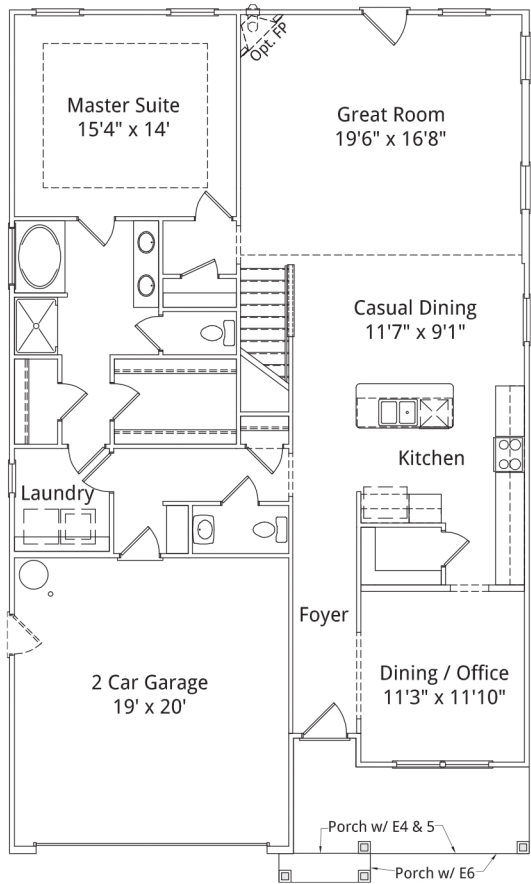 Opt. FP
Master Suite
15'4" x 14'
Great Room
19'6" x 16'8"
Casual Dining
11'7" x 9'1"
Kitchen
Laundry
Foyer
Dining / Office
11'3" x 11'10"
2 Car Garage
19' x 20'
Porch w/ E4 & 5
Porch w/ E6